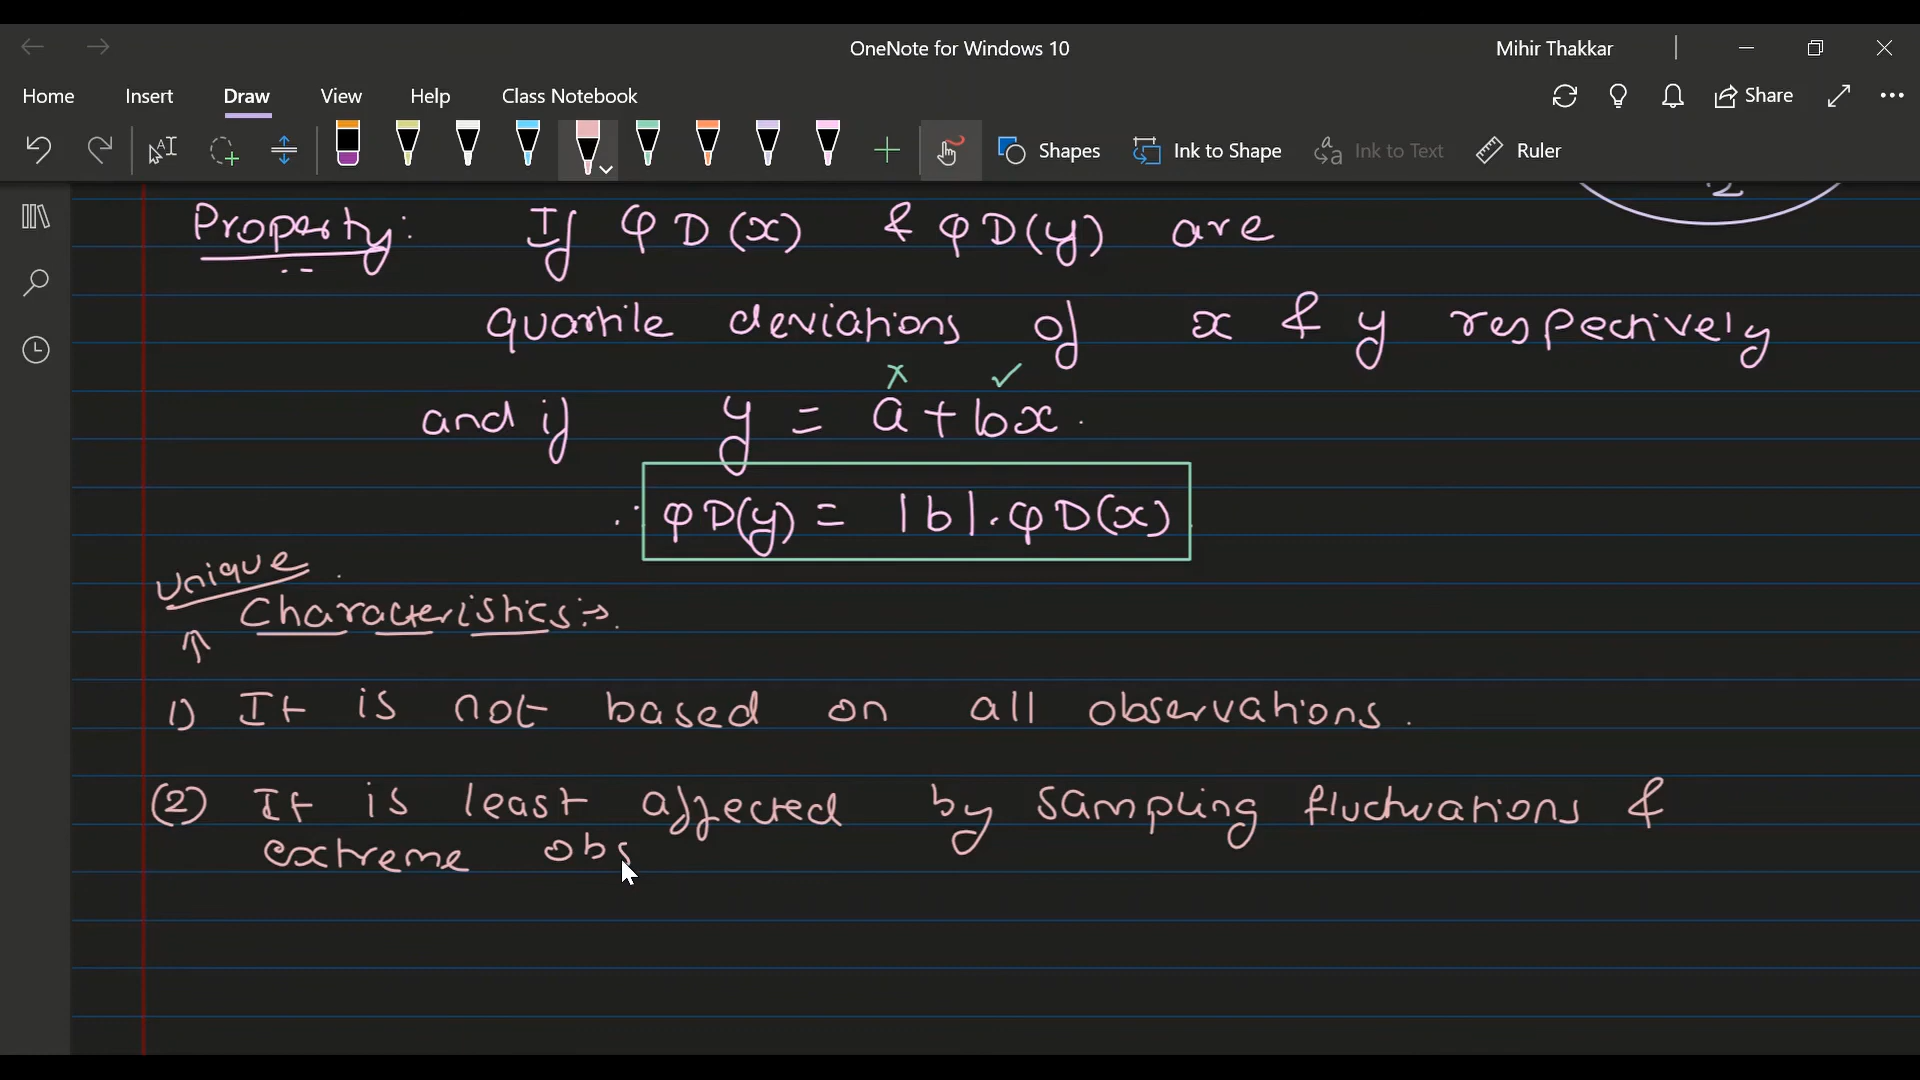 OneNote for Windows 10
Mihir Thakkar
Home Insert Draw View Help Class Notebook Share
Shapes Ink to Shape Ink to Text Ruler
2
Property: If QD(x) & QD(y) are
quartile deviations of x & y respectively
x ✓
and if y = a + bx.
∴ QD(y) = |b|. QD(x)
Unique
Characteristics:→
↑
1) It is not based on all observations.
(2) It is least affected by sampling fluctuations &
extreme obs